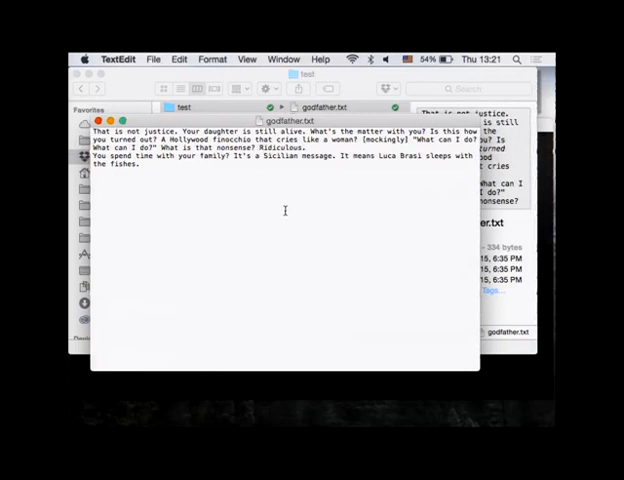 TextEdit File Edit Format View Window Help 54% Thu 13:21
test
Search
Favorites test godfather.txt
godfather.txt
That is not justice. Your daughter is still alive. What's the matter with you? Is this how
you turned out? A Hollywood finocchio that cries like a woman? [mockingly] "What can I do?
What can I do?" What is that nonsense? Ridiculous.
You spend time with your family? It's a Sicilian message. It means Luca Brasi sleeps with
the fishes.
That is not justice.
is still
the
ou? Is
turned
ood
cries
What can I
I do?"
nonsense?
er.txt
- 334 bytes
15, 6:35 PM
15, 6:35 PM
15, 6:35 PM
Tags...
godfather.txt